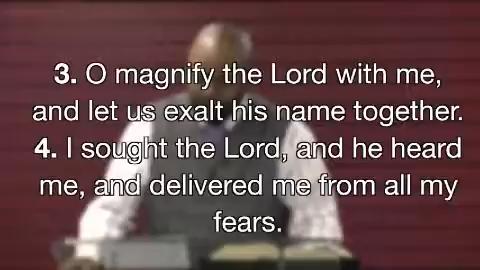 3. O magnify the Lord with me,
and let us exalt his name together.
4. I sought the Lord, and he heard
me, and delivered me from all my
fears.